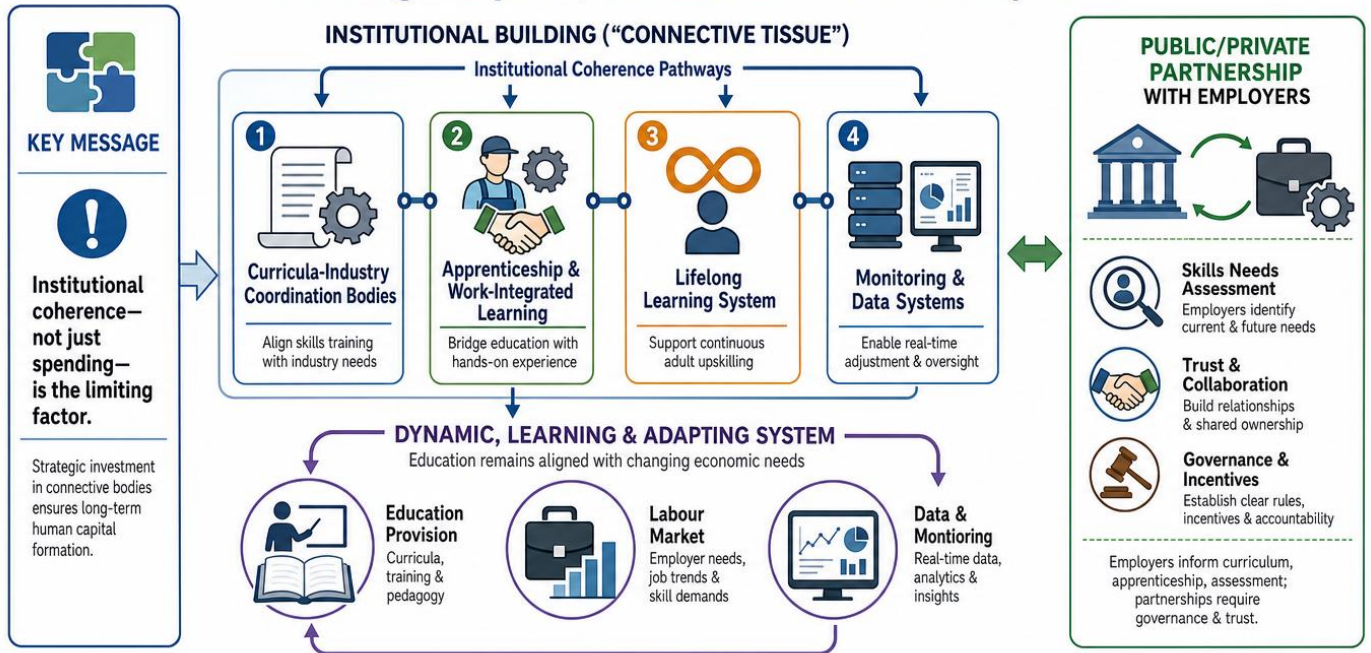 INSTITUTIONAL BUILDING (“CONNECTIVE TISSUE”)
Institutional Coherence Pathways
KEY MESSAGE
!
Institutional
coherence—
not just
spending—
is the limiting
factor.
Strategic investment
in connective bodies
ensures long-term
human capital
formation.
1
Curricula-Industry
Coordination Bodies
Align skills training
with industry needs
2
Apprenticeship &
Work-Integrated
Learning
Bridge education with
hands-on experience
3
Lifelong
Learning System
Support continuous
adult upskilling
4
Monitoring &
Data Systems
Enable real-time
adjustment & oversight
DYNAMIC, LEARNING & ADAPTING SYSTEM
Education remains aligned with changing economic needs
Education
Provision
Curricula,
training &
pedagogy
Labour
Market
Employer needs,
job trends &
skill demands
Data &
Montioring
Real-time data,
analytics &
insights
PUBLIC/PRIVATE
PARTNERSHIP
WITH EMPLOYERS
Skills Needs
Assessment
Employers identify
current & future needs
Trust &
Collaboration
Build relationships
& shared ownership
Governance &
Incentives
Establish clear rules,
incentives & accountability
Employers inform curriculum,
apprenticeship, assessment;
partnerships require
governance & trust.